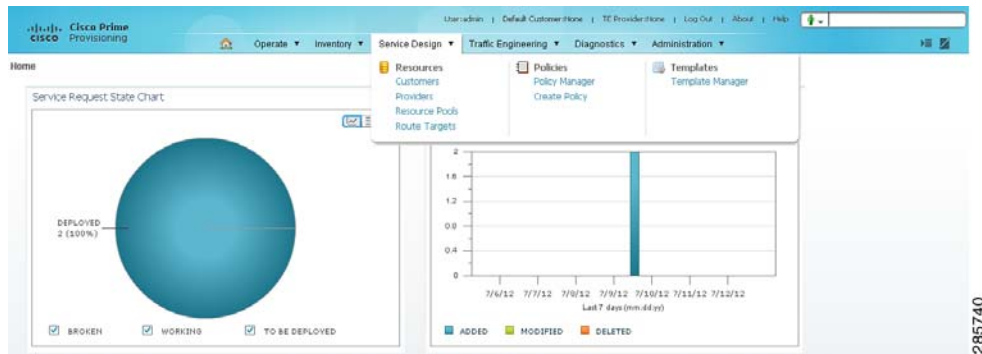 User: admin | Default Customer: None | TE Provider: None | Log Out | About | Help
Cisco Prime
CISCO Provisioning
Operate Inventory Service Design Traffic Engineering Diagnostics Administration
Home
Resources Policies Templates
Customers Policy Manager Template Manager
Providers Create Policy
Resource Pools
Route Targets
Service Request State Chart
2
1.6
1.2
0.8
0.4
0
DEPLOYED
2 (100%)
7/6/12 7/7/12 7/8/12 7/9/12 7/10/12 7/11/12 7/12/12
Last 7 days (mm.dd.yy)
BROKEN WORKING TO BE DEPLOYED
ADDED MODIFIED DELETED
285740